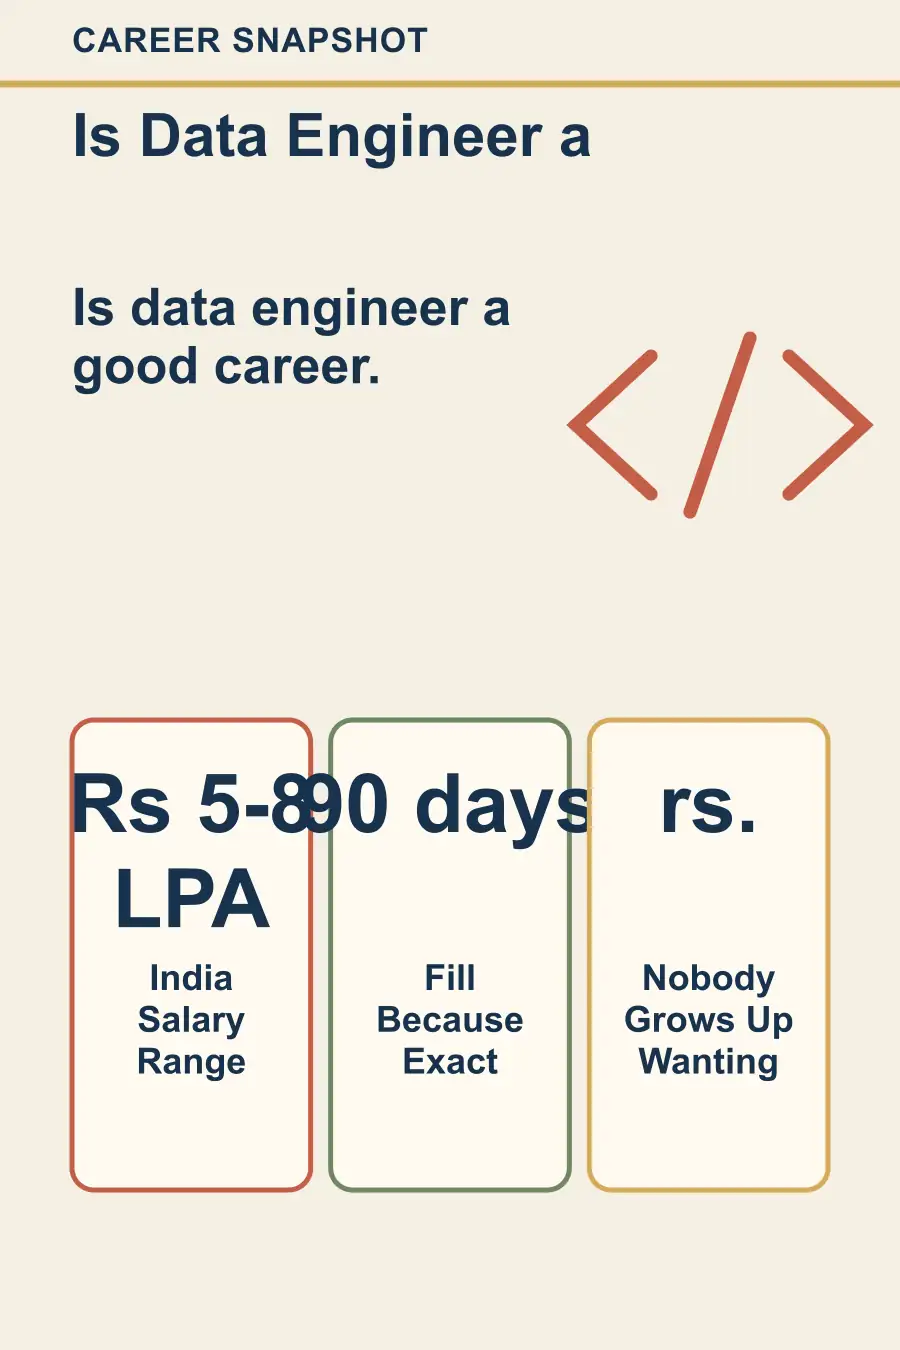 CAREER SNAPSHOT
Is Data Engineer a
Is data engineer a
good career.
Rs 5-8
LPA
India
Salary
Range
90 days
Fill
Because
Exact
rs.
Nobody
Grows Up
Wanting